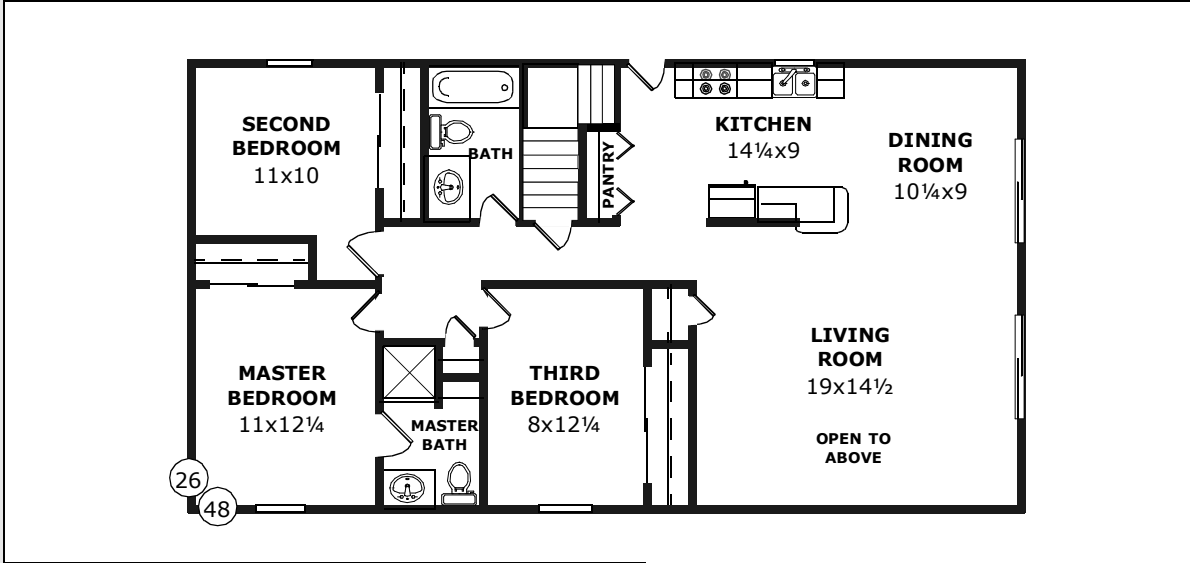 SECOND
BEDROOM
11x10
BATH
PANTRY
KITCHEN
14¼x9
DINING
ROOM
10¼x9
MASTER
BEDROOM
11x12¼
MASTER
BATH
THIRD
BEDROOM
8x12¼
LIVING
ROOM
19x14½
OPEN TO
ABOVE
26
48